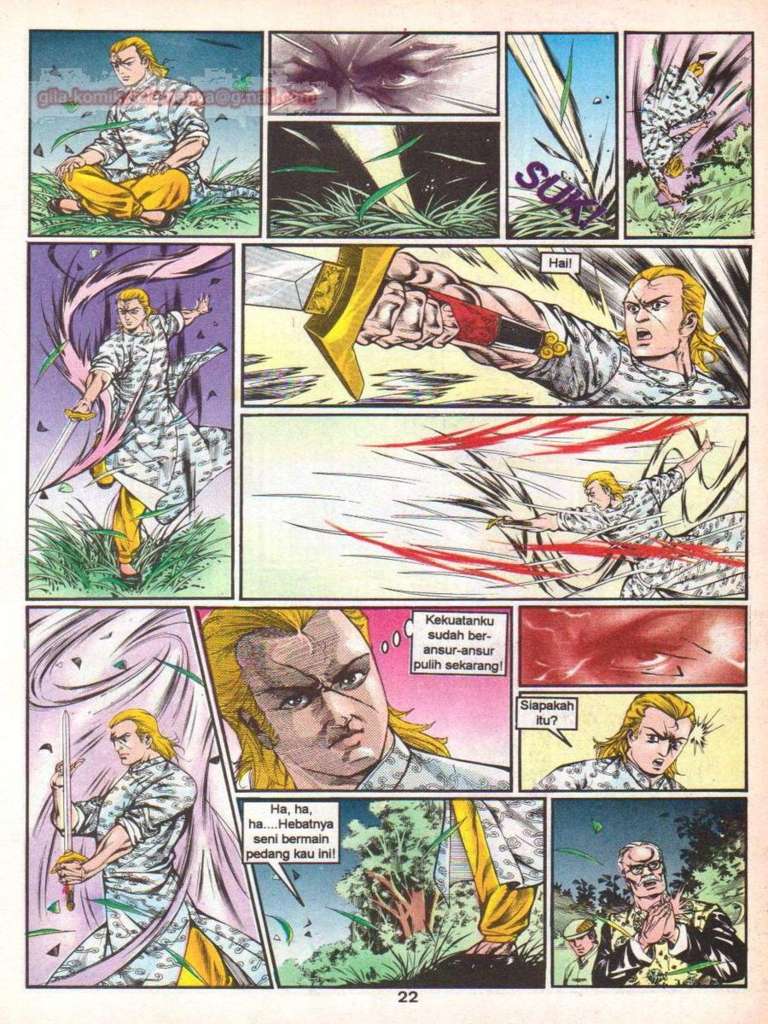 SUK!
Hai!
Kekuatanku
sudah ber-
ansur-ansur
pulih sekarang!
Siapakah
itu?
Ha, ha,
ha....Hebatnya
seni bermain
pedang kau ini!
22